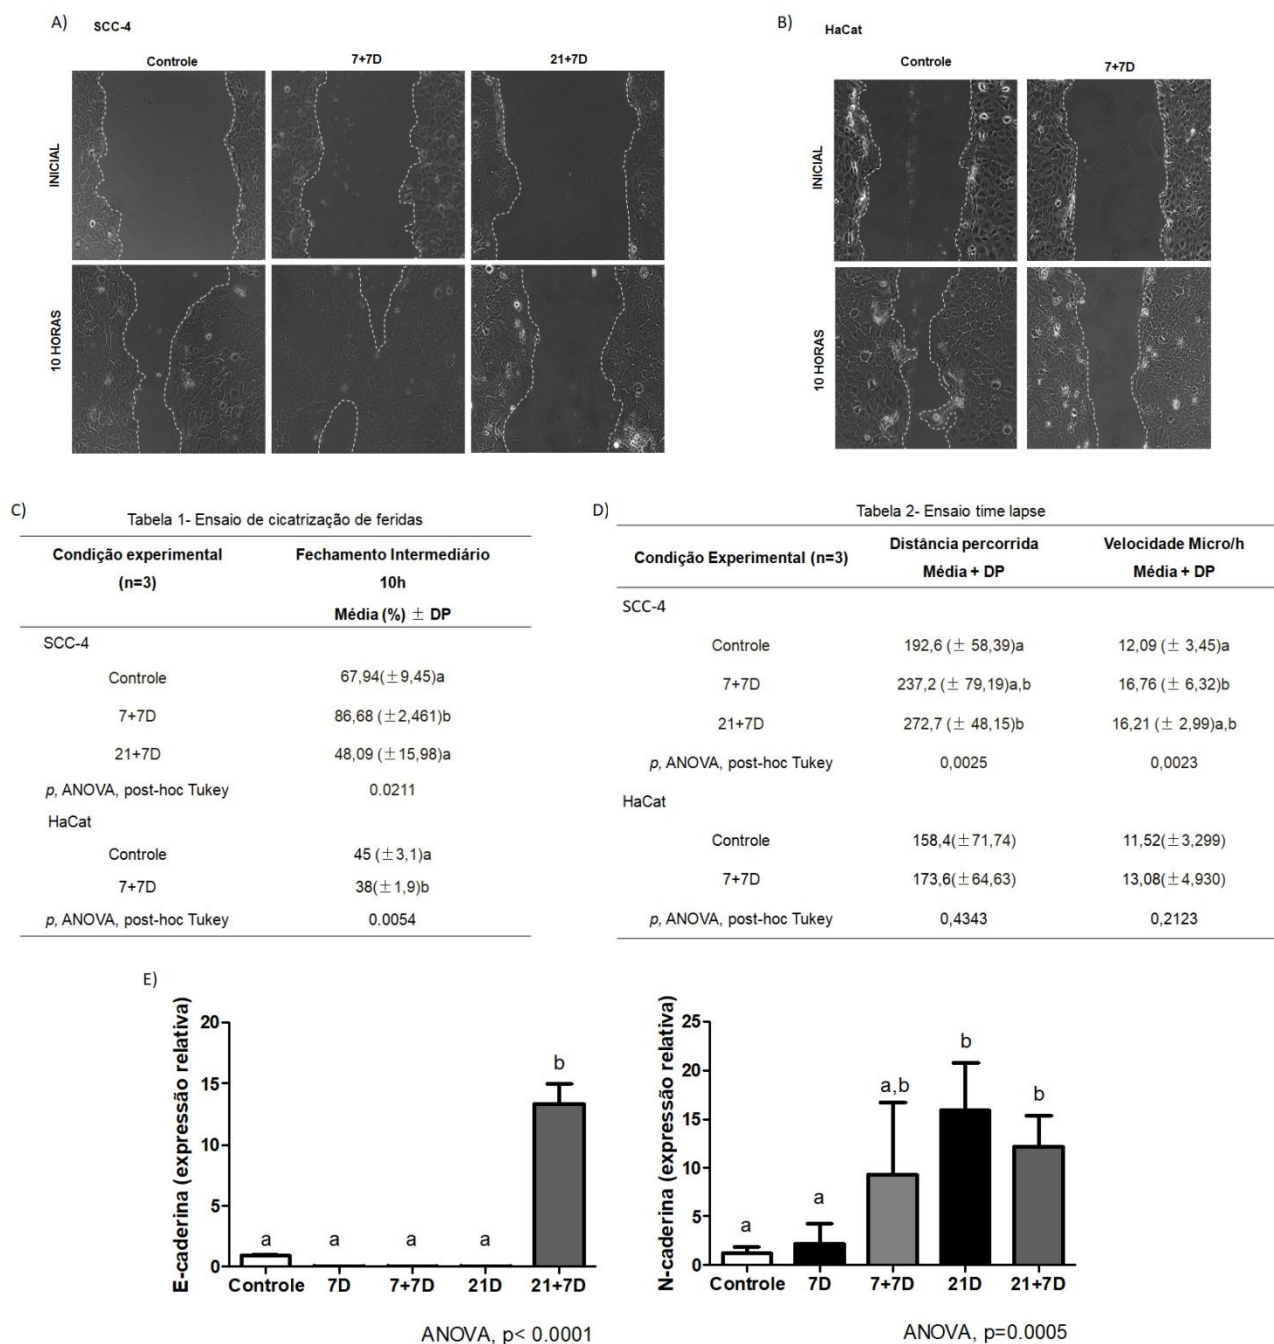 A) SCC-4
Controle 7+7D 21+7D
INICIAL
10 HORAS
B) HaCat
Controle 7+7D
INICIAL
10 HORAS
C)
Tabela 1- Ensaio de cicatrização de feridas
Condição experimental Fechamento Intermediário
(n=3) 10h
Média (%) ± DP
SCC-4
Controle 67,94(±9,45)a
7+7D 86,68 (±2,461)b
21+7D 48,09 (±15,98)a
p, ANOVA, post-hoc Tukey 0.0211
HaCat
Controle 45 (±3,1)a
7+7D 38(±1,9)b
p, ANOVA, post-hoc Tukey 0.0054
D)
Tabela 2- Ensaio time lapse
Condição Experimental (n=3) Distância percorrida Velocidade Micro/h
Média + DP Média + DP
SCC-4
Controle 192,6 (± 58,39)a 12,09 (± 3,45)a
7+7D 237,2 (± 79,19)a,b 16,76 (± 6,32)b
21+7D 272,7 (± 48,15)b 16,21 (± 2,99)a,b
p, ANOVA, post-hoc Tukey 0,0025 0,0023
HaCat
Controle 158,4(±71,74) 11,52(±3,299)
7+7D 173,6(±64,63) 13,08(±4,930)
p, ANOVA, post-hoc Tukey 0,4343 0,2123
E)
E-caderina (expressão relativa)
20
15
10
5
0
a a a a b
Controle 7D 7+7D 21D 21+7D
ANOVA, p< 0.0001
N-caderina (expressão relativa)
25
20
15
10
5
0
a a a,b b b
Controle 7D 7+7D 21D 21+7D
ANOVA, p=0.0005